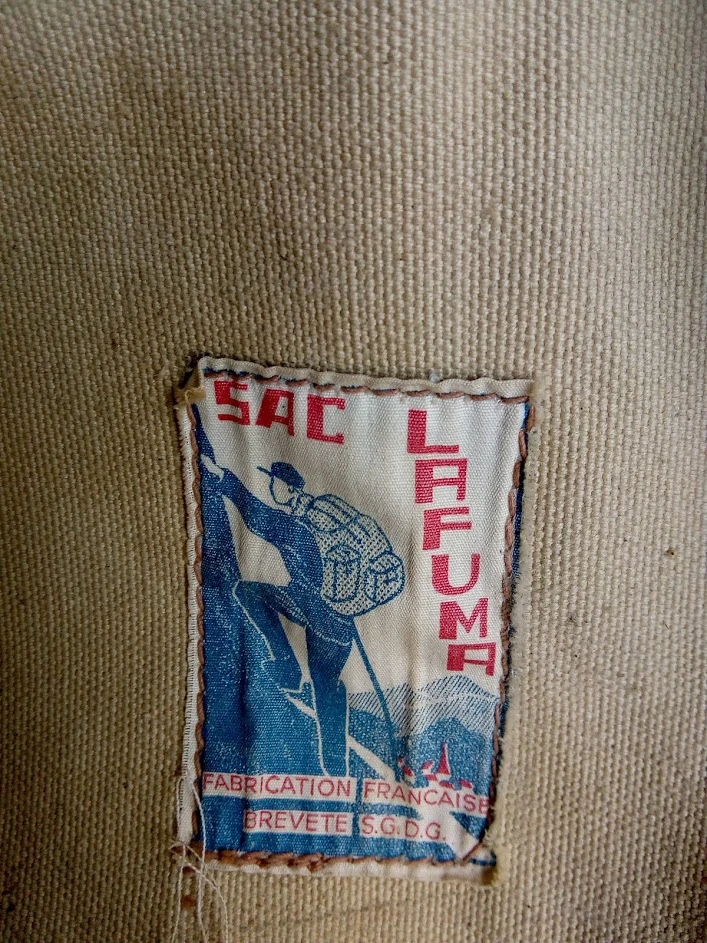 SAC
LAFUMA
FABRICATION FRANCAISE
BREVETE S.G.D.G.